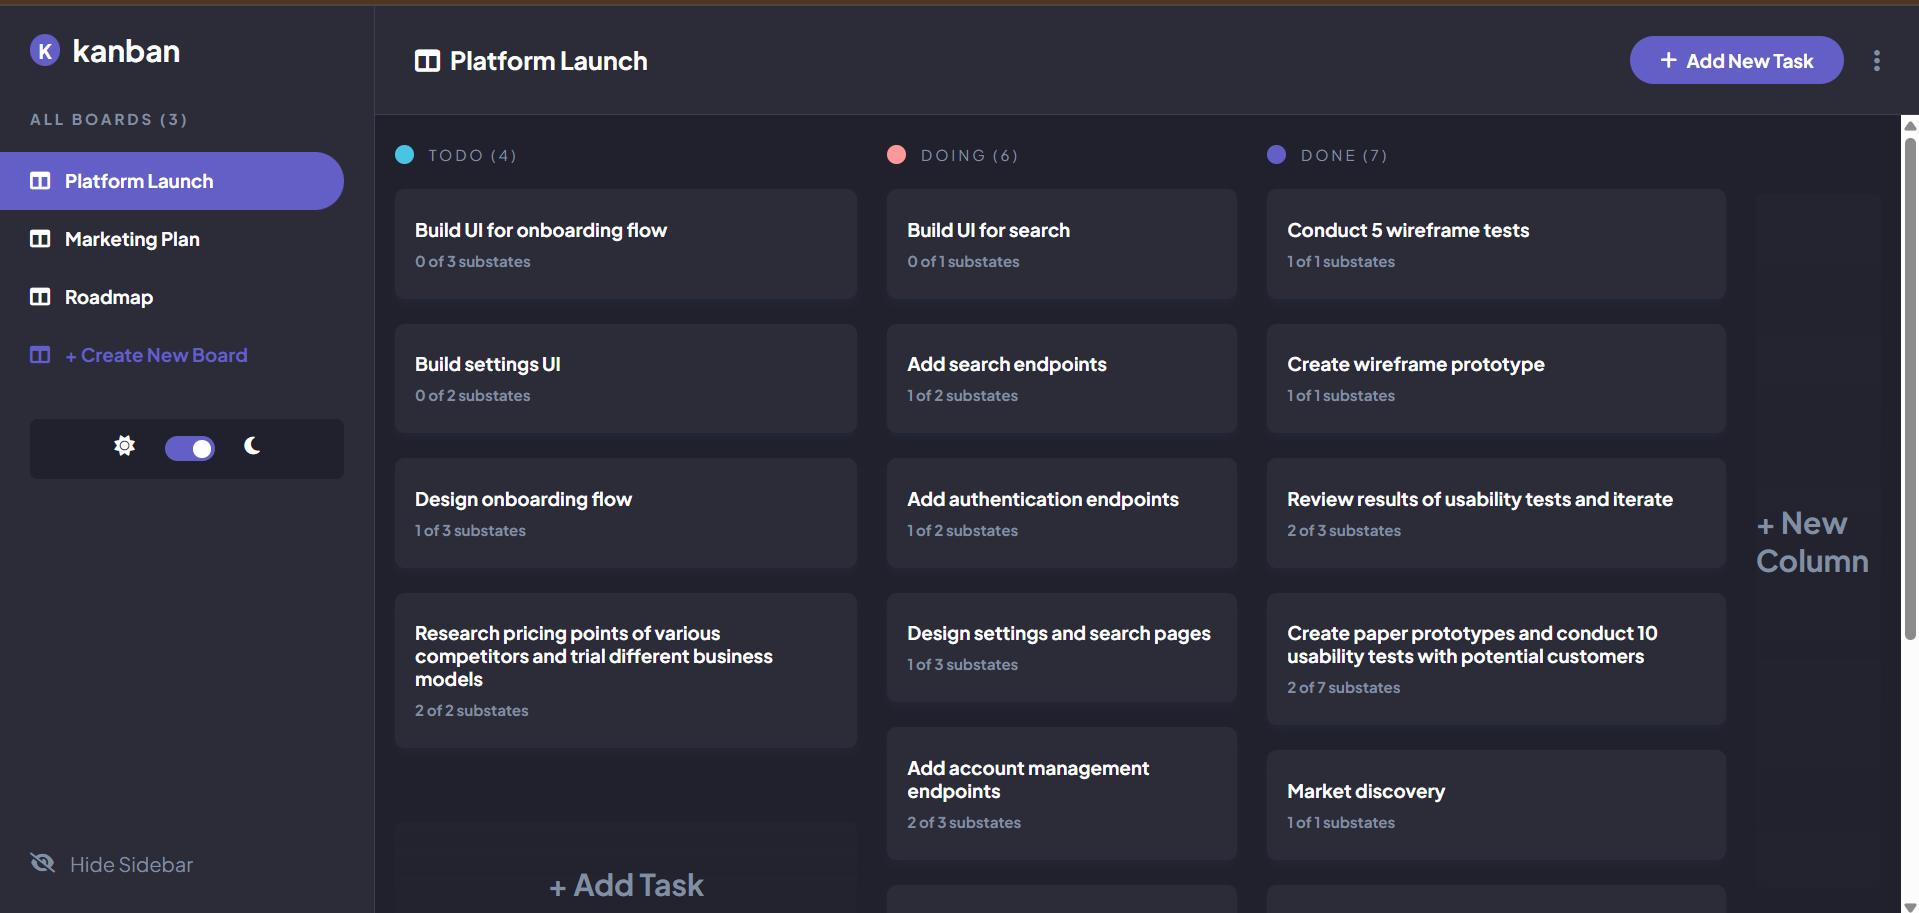 K kanban
ALL BOARDS (3)
Platform Launch
Marketing Plan
Roadmap
+ Create New Board
Hide Sidebar
Platform Launch
+ Add New Task
TODO (4)
Build UI for onboarding flow
0 of 3 substates
Build settings UI
0 of 2 substates
Design onboarding flow
1 of 3 substates
Research pricing points of various
competitors and trial different business
models
2 of 2 substates
+ Add Task
DOING (6)
Build UI for search
0 of 1 substates
Add search endpoints
1 of 2 substates
Add authentication endpoints
1 of 2 substates
Design settings and search pages
1 of 3 substates
Add account management
endpoints
2 of 3 substates
DONE (7)
Conduct 5 wireframe tests
1 of 1 substates
Create wireframe prototype
1 of 1 substates
Review results of usability tests and iterate
2 of 3 substates
Create paper prototypes and conduct 10
usability tests with potential customers
2 of 7 substates
Market discovery
1 of 1 substates
+ New
Column